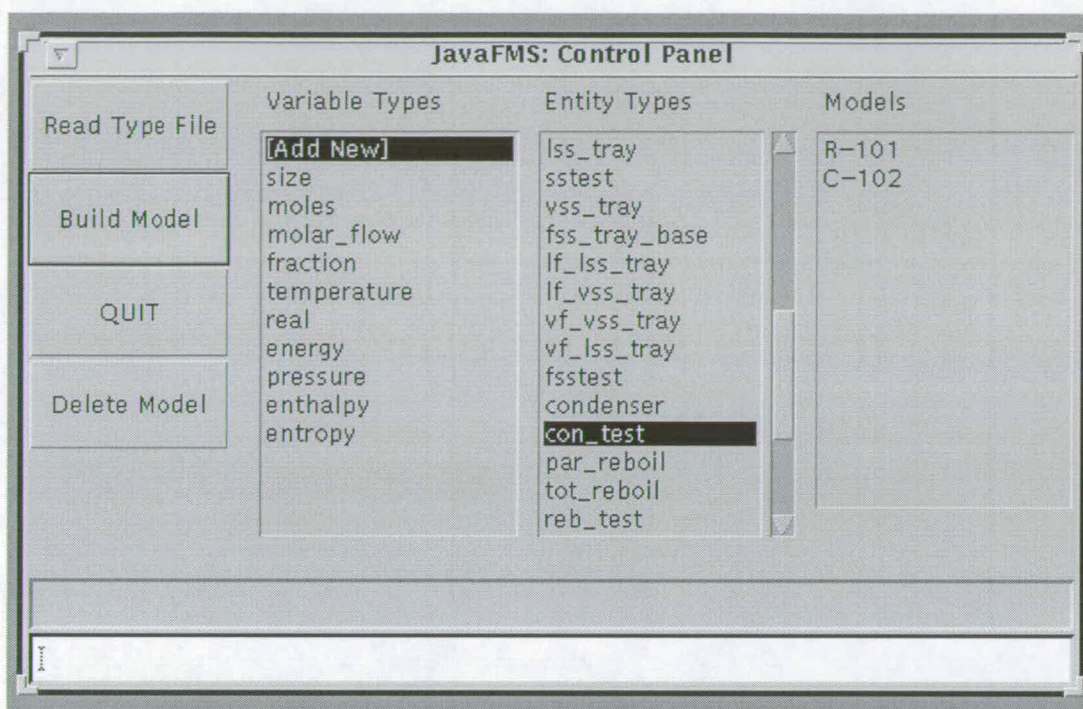 JavaFMS: Control Panel
Read Type File
Build Model
QUIT
Delete Model
Variable Types
[Add New]
size
moles
molar_flow
fraction
temperature
real
energy
pressure
enthalpy
entropy
Entity Types
lss_tray
sstest
vss_tray
fss_tray_base
lf_lss_tray
lf_vss_tray
vf_vss_tray
vf_lss_tray
fsstest
condenser
con_test
par_reboil
tot_reboil
reb_test
Models
R-101
C-102